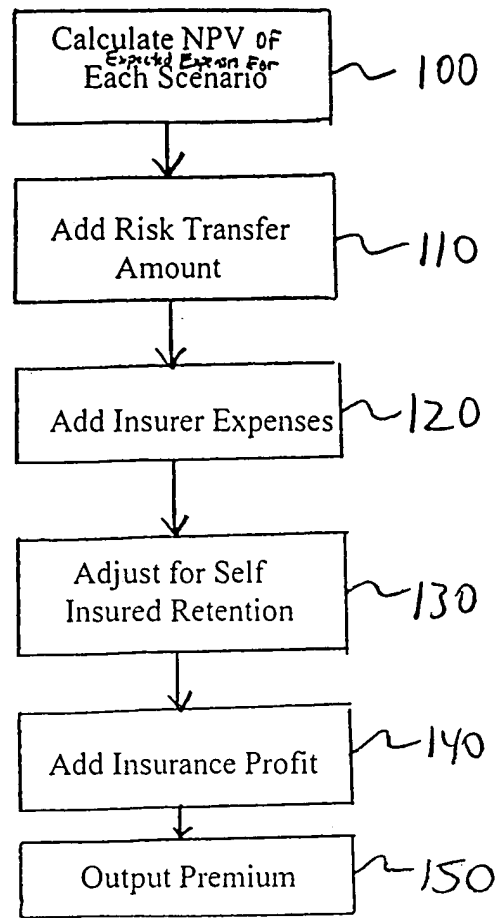 Calculate NPV OF
Expected Expense For
Each Scenario
100
Add Risk Transfer
Amount
110
Add Insurer Expenses
120
Adjust for Self
Insured Retention
130
Add Insurance Profit
140
Output Premium
150